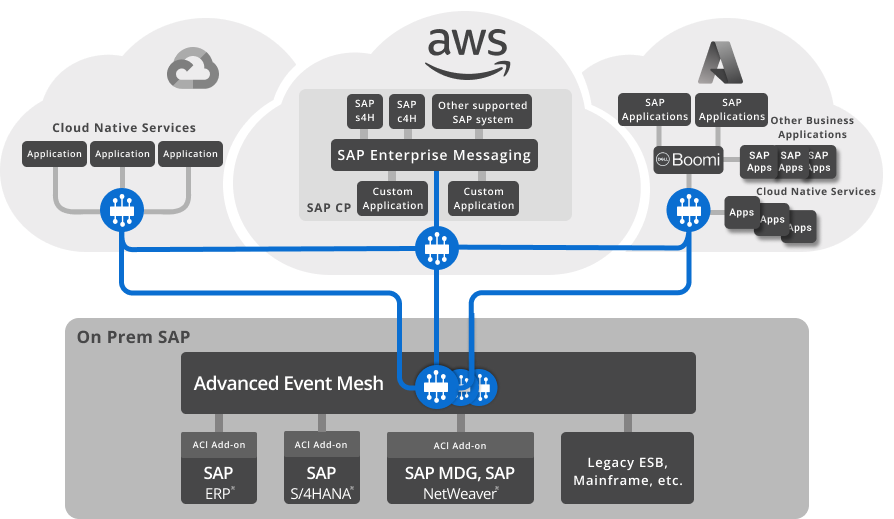 aws
Cloud Native Services
Application
Application
Application
SAP
s4H
SAP
c4H
Other supported
SAP system
SAP Enterprise Messaging
SAP CP
Custom
Application
Custom
Application
SAP
Applications
SAP
Applications
Other Business
Applications
DELL
Boomi
SAP
Apps
SAP
Apps
SAP
Apps
Cloud Native Services
Apps
Apps
Apps
On Prem SAP
Advanced Event Mesh
ACI Add-on
SAP
ERP®
ACI Add-on
SAP
S/4HANA®
ACI Add-on
SAP MDG, SAP
NetWeaver®
Legacy ESB,
Mainframe, etc.